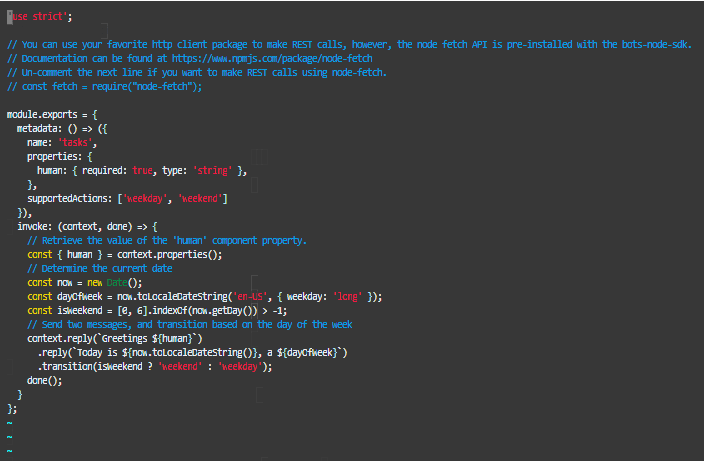 'use strict';

// You can use your favorite http client package to make REST calls, however, the node fetch API is pre-installed with the bots-node-sdk.
// Documentation can be found at https://www.npmjs.com/package/node-fetch
// Un-comment the next line if you want to make REST calls using node-fetch.
// const fetch = require("node-fetch");

module.exports = {
  metadata: () => ({
    name: 'tasks',
    properties: {
      human: { required: true, type: 'string' },
    },
    supportedActions: ['weekday', 'weekend']
  }),
  invoke: (context, done) => {
    // Retrieve the value of the 'human' component property.
    const { human } = context.properties();
    // Determine the current date
    const now = new Date();
    const dayOfWeek = now.toLocaleDateString('en-US', { weekday: 'long' });
    const isWeekend = [0, 6].indexOf(now.getDay()) > -1;
    // Send two messages, and transition based on the day of the week
    context.reply(`Greetings ${human}`)
      .reply(`Today is ${now.toLocaleDateString()}, a ${dayOfWeek}`)
      .transition(isWeekend ? 'weekend' : 'weekday');
    done();
  }
};
~
~
~